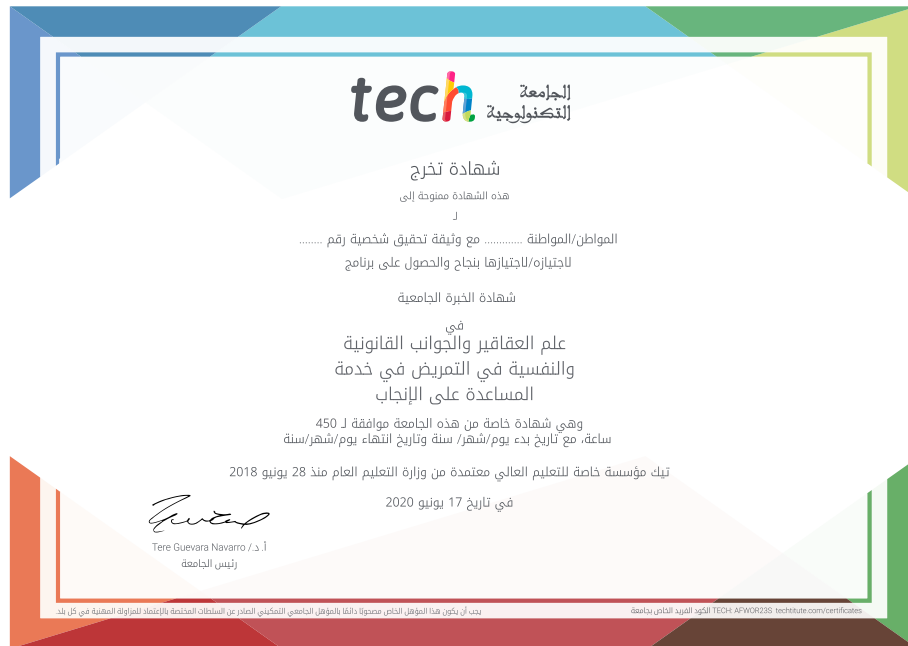 tech الجامعة
التكنولوجية
شهادة تخرج
هذه الشهادة ممنوحة إلى
لـ
المواطن/المواطنة ............ مع وثيقة تحقيق شخصية رقم ........
لاجتيازه/لاجتيازها بنجاح والحصول على برنامج
شهادة الخبرة الجامعية
في
علم العقاقير والجوانب القانونية
والنفسية في التمريض في خدمة
المساعدة على الإنجاب
وهي شهادة خاصة من هذه الجامعة موافقة لـ 450
ساعة، مع تاريخ بدء يوم/شهر/ سنة وتاريخ انتهاء يوم/شهر/سنة
تيك مؤسسة خاصة للتعليم العالي معتمدة من وزارة التعليم العام منذ 28 يونيو 2018
في تاريخ 17 يونيو 2020
أ.د./ Tere Guevara Navarro
رئيس الجامعة
يجب أن يكون هذا المؤهل الخاص مصحوبًا دائمًا بالمؤهل الجامعي التمكيني الصادر عن السلطات المختصة بالإعتماد للمزاولة المهنية في كل بلد.
الكود الفريد الخاص بجامعة TECH: AFWOR23S techtitute.com/certificates